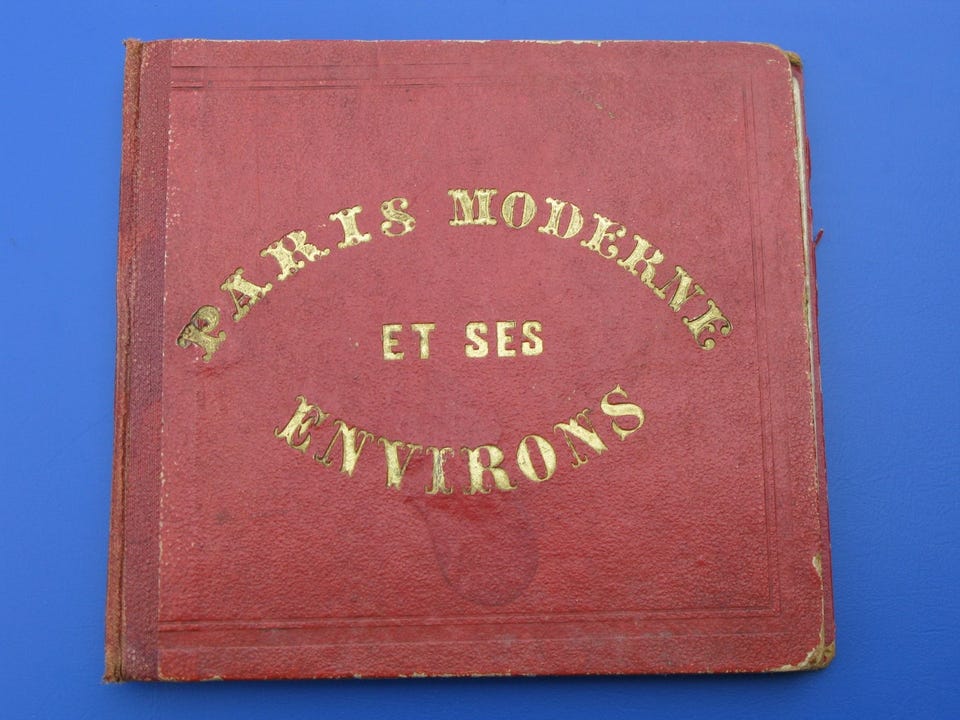 PARIS MODERNE
ET SES
ENVIRONS